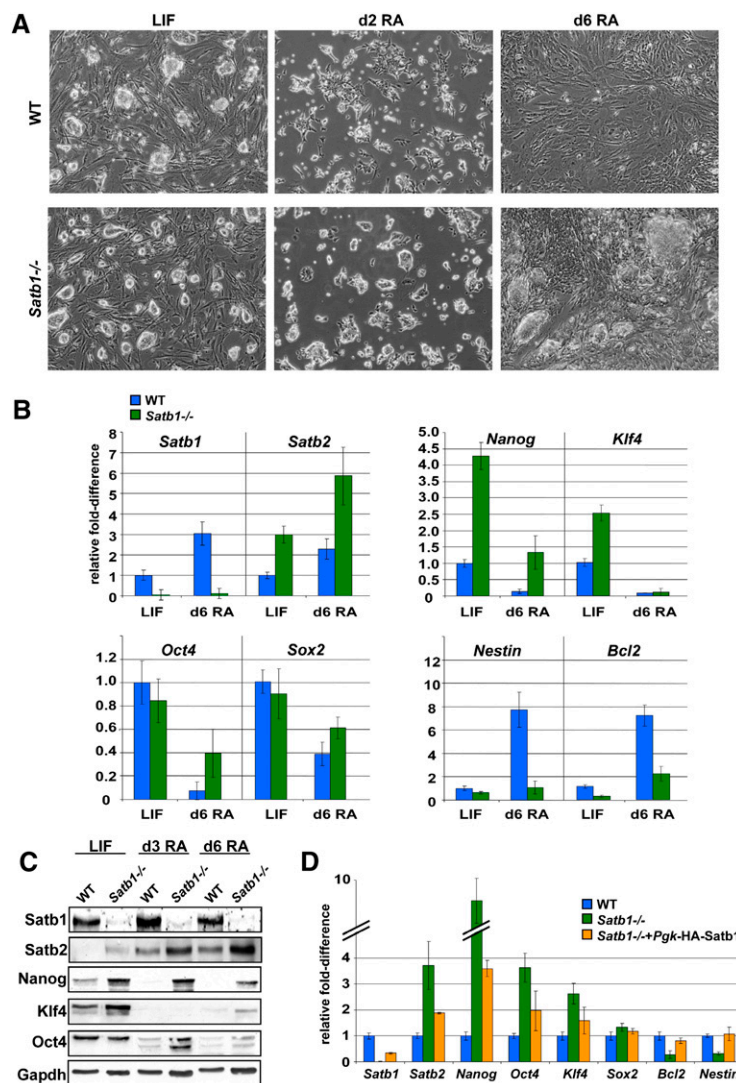 A
LIF
d2 RA
d6 RA
WT
Satb1-/-
B
WT
Satb1-/-
relative fold-difference
Satb1
Satb2
8
7
6
5
4
3
2
1
0
LIF
d6 RA
LIF
d6 RA
Nanog
Klf4
5.0
4.5
4.0
3.5
3.0
2.5
2.0
1.5
1.0
0.5
0.0
LIF
d6 RA
LIF
d6 RA
Oct4
Sox2
1.2
1.0
0.8
0.6
0.4
0.2
0
LIF
d6 RA
LIF
d6 RA
Nestin
Bcl2
12
10
8
6
4
2
0
LIF
d6 RA
LIF
d6 RA
C
LIF
d3 RA
d6 RA
WT
Satb1-/-
WT
Satb1-/-
WT
Satb1-/-
Satb1
Satb2
Nanog
Klf4
Oct4
Gapdh
D
WT
Satb1-/-
Satb1-/-+Pgk-HA-Satb1
relative fold-difference
10
4
3
2
1
0
Satb1
Satb2
Nanog
Oct4
Klf4
Sox2
Bcl2
Nestin